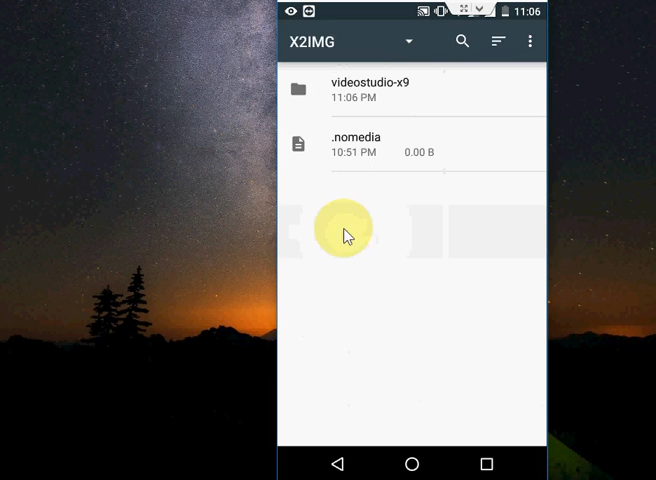 11:06
X2IMG
videostudio-x9
11:06 PM
.nomedia
10:51 PM 0.00 B